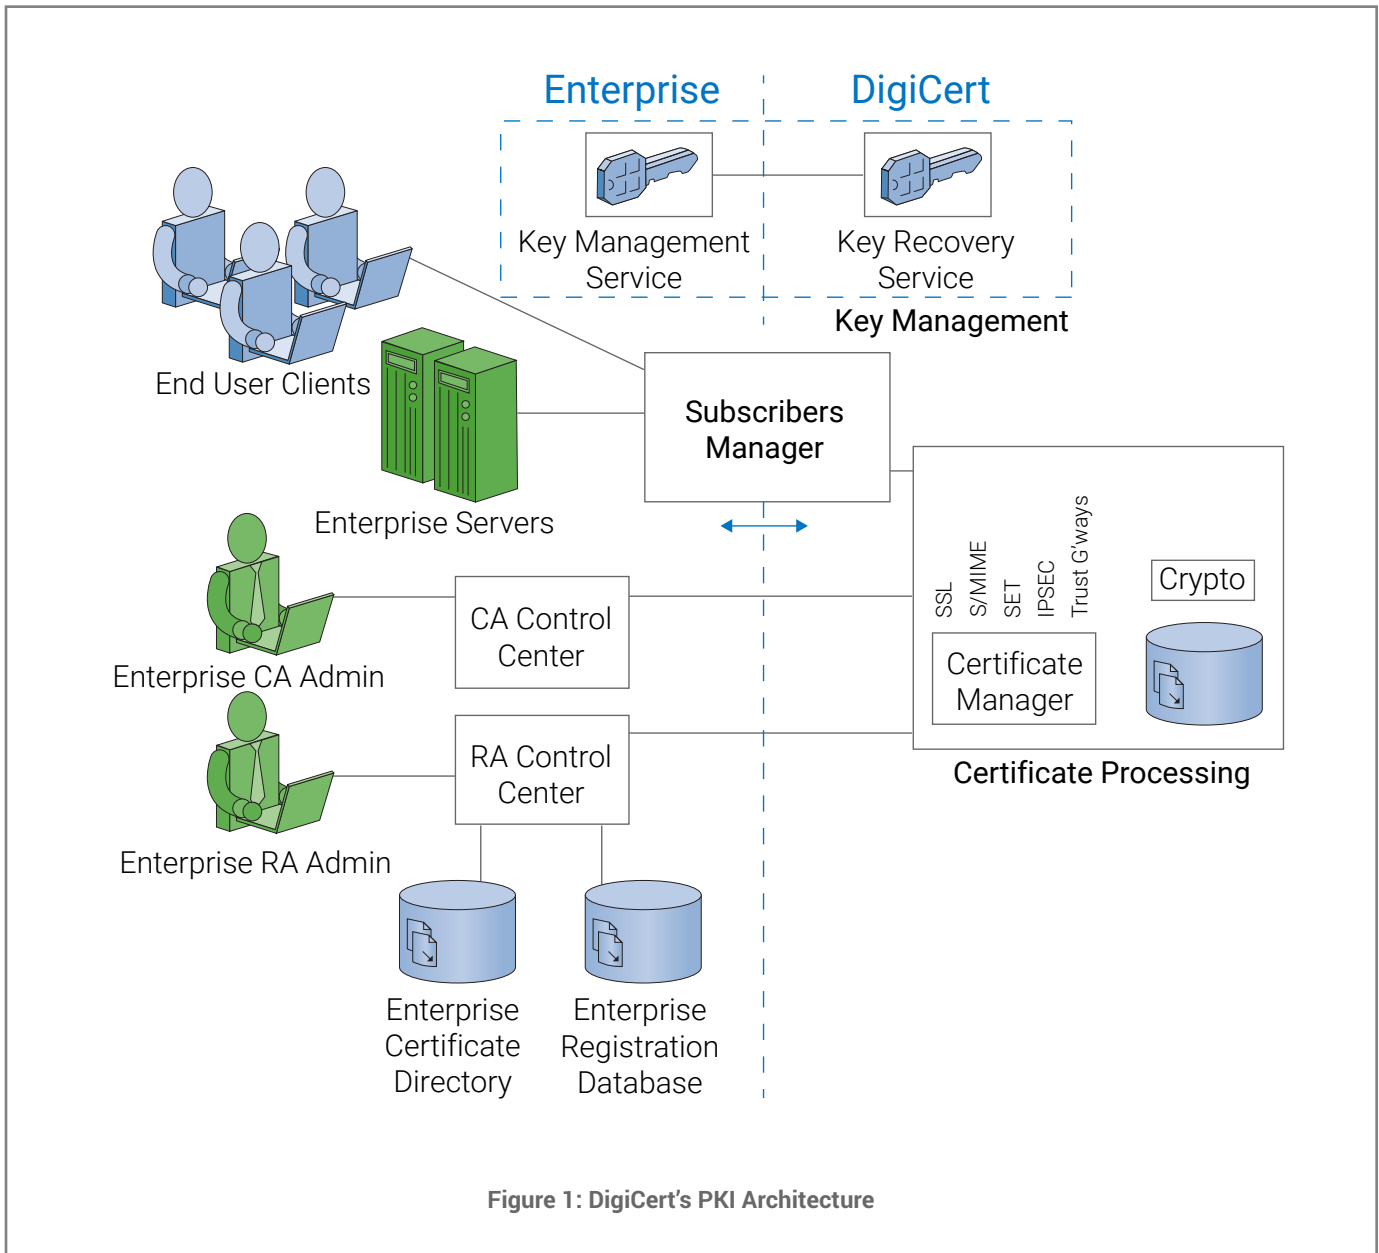 Enterprise
DigiCert
Key Management
Service
Key Recovery
Service
Key Management
End User Clients
Subscribers
Manager
Enterprise Servers
SSL
S/MIME
SET
IPSEC
Trust G'ways
Crypto
Certificate
Manager
Certificate Processing
CA Control
Center
Enterprise CA Admin
RA Control
Center
Enterprise RA Admin
Enterprise
Certificate
Directory
Enterprise
Registration
Database
Figure 1: DigiCert's PKI Architecture